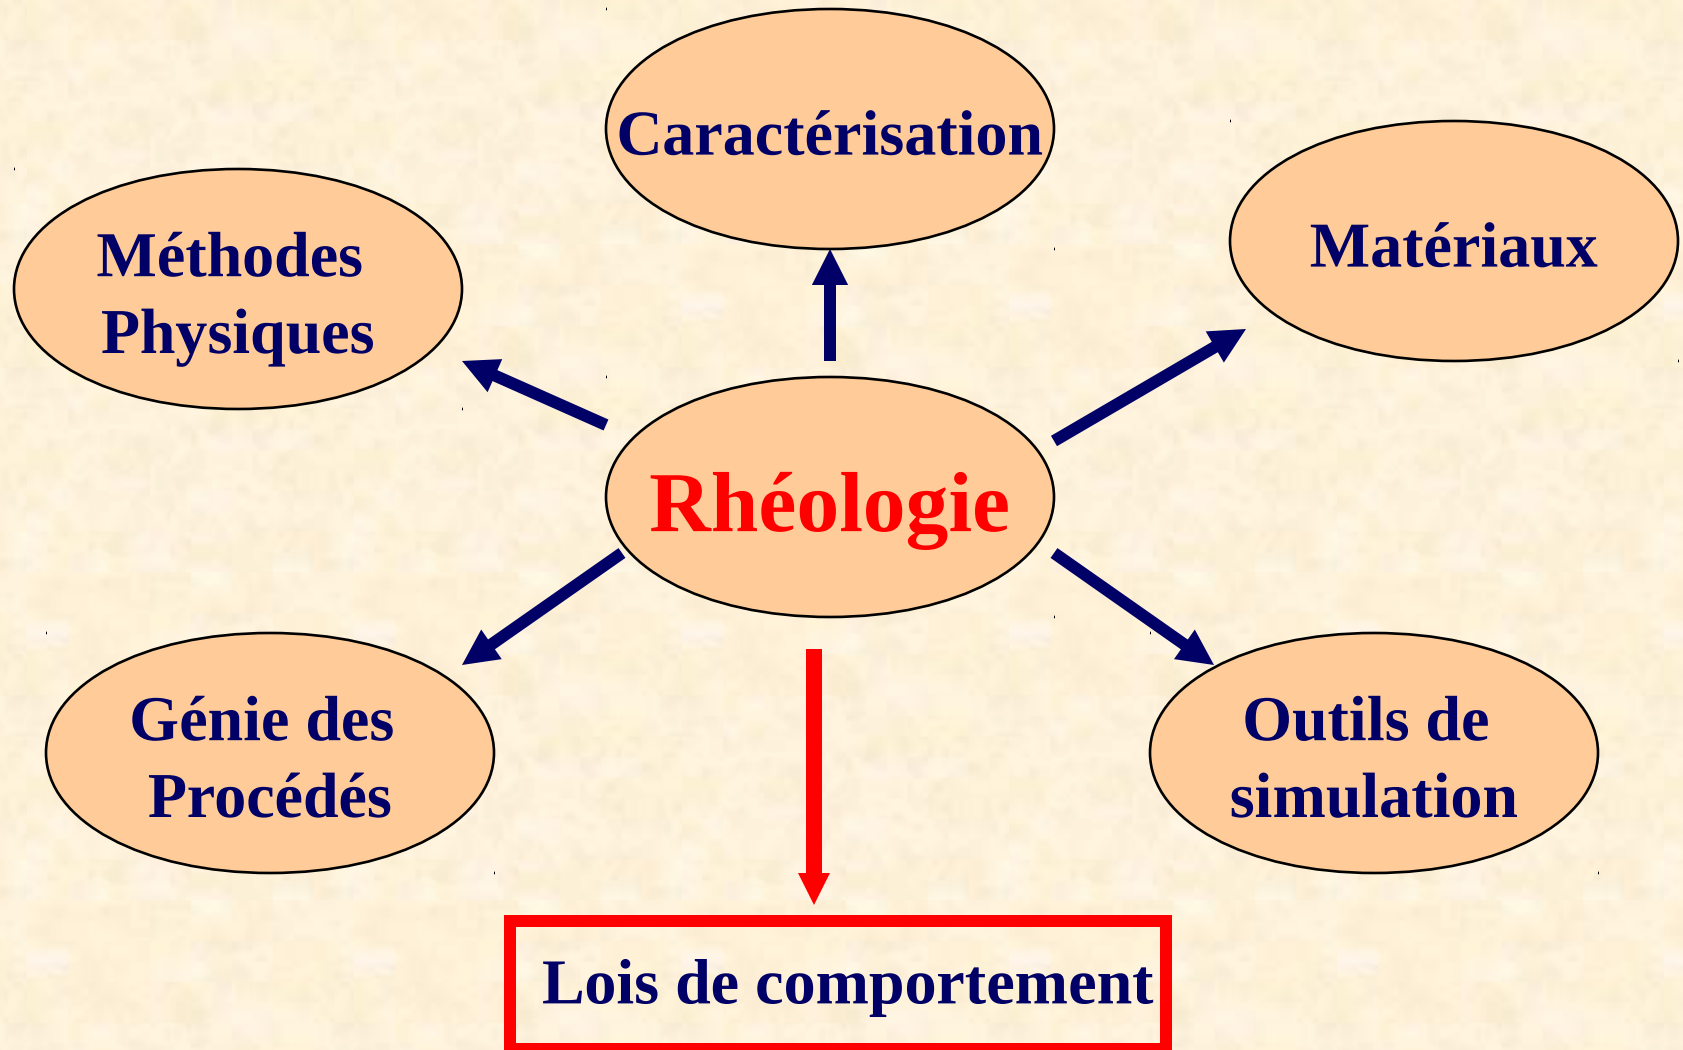 Caractérisation
Matériaux
Méthodes
Physiques
Rhéologie
Génie des
Procédés
Outils de
simulation
Lois de comportement